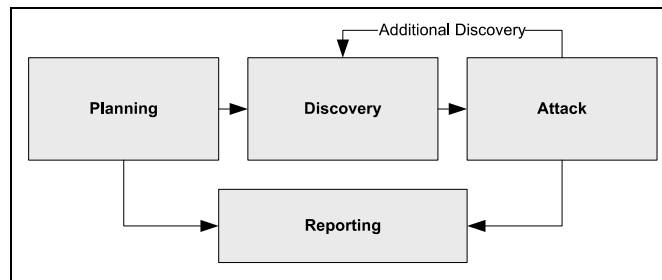 Additional Discovery
Planning
Discovery
Attack
Reporting